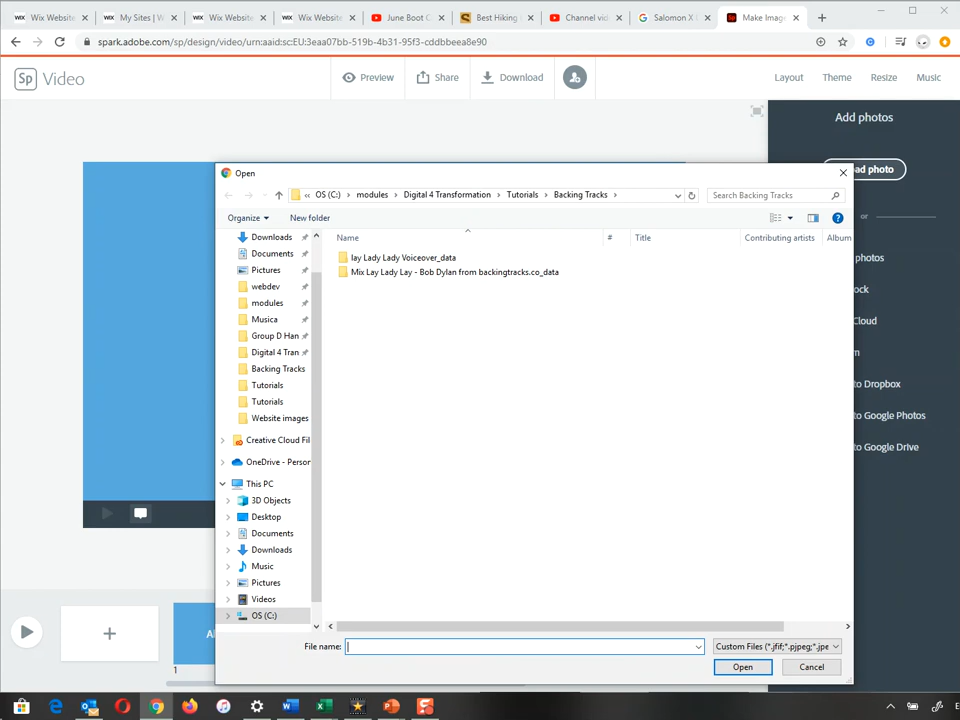 Wix Website
My Sites | W
Wix Website
Wix Website
June Boot C
Best Hiking
Channel vid
Salomon X
Make Image
spark.adobe.com/sp/design/video/urn:aaid:sc:EU:3eaa07bb-519b-4b31-95f3-cddbbeea8e90
Sp Video
Preview
Share
Download
Layout
Theme
Resize
Music
Add photos
ad photo
or
photos
ock
Cloud
m
to Dropbox
to Google Photos
to Google Drive
Open
« OS (C:) › modules › Digital 4 Transformation › Tutorials › Backing Tracks ›
Search Backing Tracks
Organize
New folder
Name # Title Contributing artists Album
lay Lady Lady Voiceover_data
Mix Lay Lady Lay - Bob Dylan from backingtracks.co_data
Downloads
Documents
Pictures
webdev
modules
Musica
Group D Han
Digital 4 Tran
Backing Tracks
Tutorials
Tutorials
Website images
Creative Cloud Fil
OneDrive - Person
This PC
3D Objects
Desktop
Documents
Downloads
Music
Pictures
Videos
OS (C:)
File name:
Custom Files (*.jfif;*.pjpeg;*.jpe
Open
Cancel
1